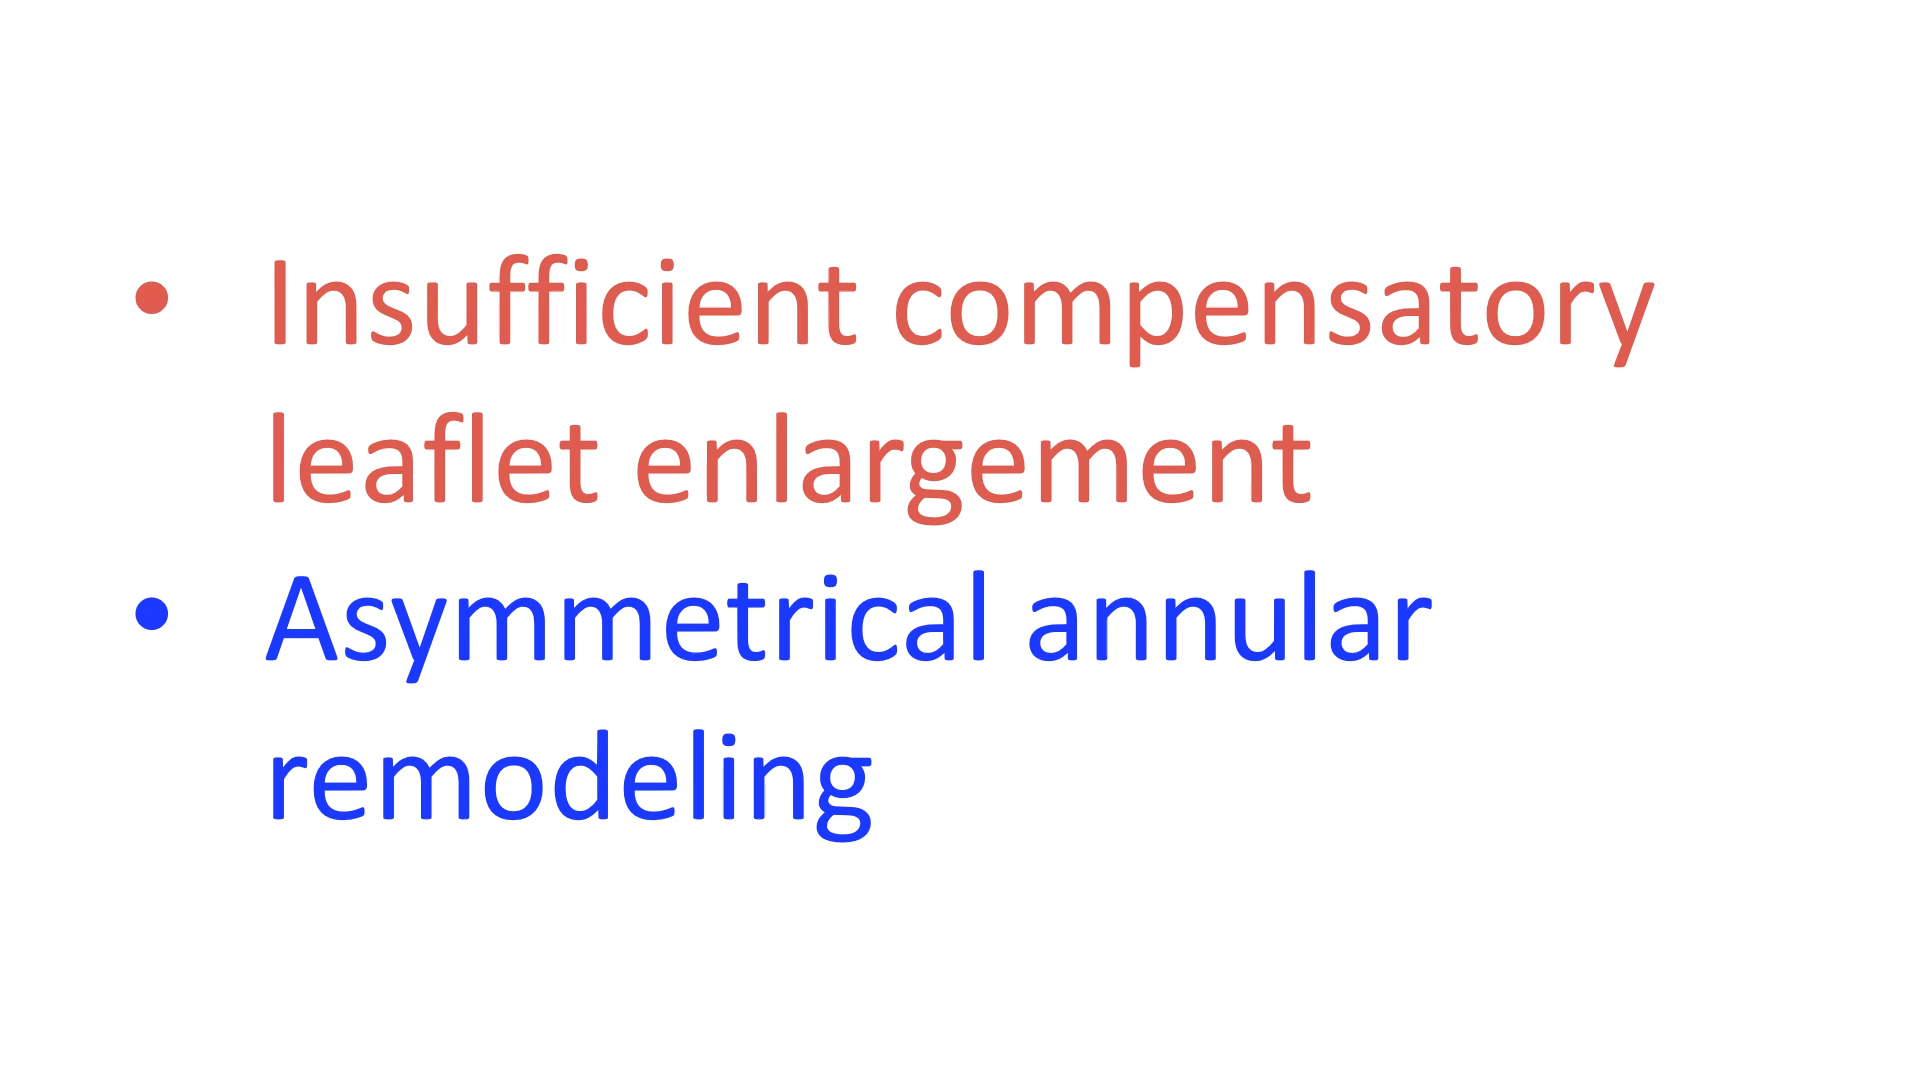 • Insufficient compensatory
leaflet enlargement
• Asymmetrical annular
remodeling